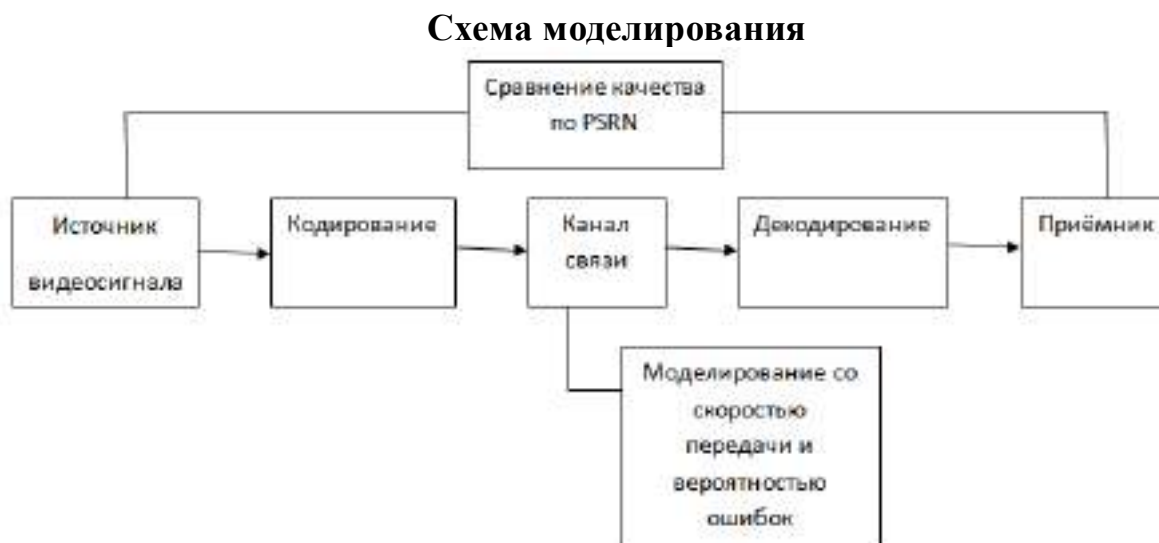 Схема моделирования
Сравнение качества
по PSRN
Источник
видеосигнала
Кодирование
Канал
связи
Декодирование
Приёмник
Моделирование со
скоростью
передачи и
вероятностью
ошибок